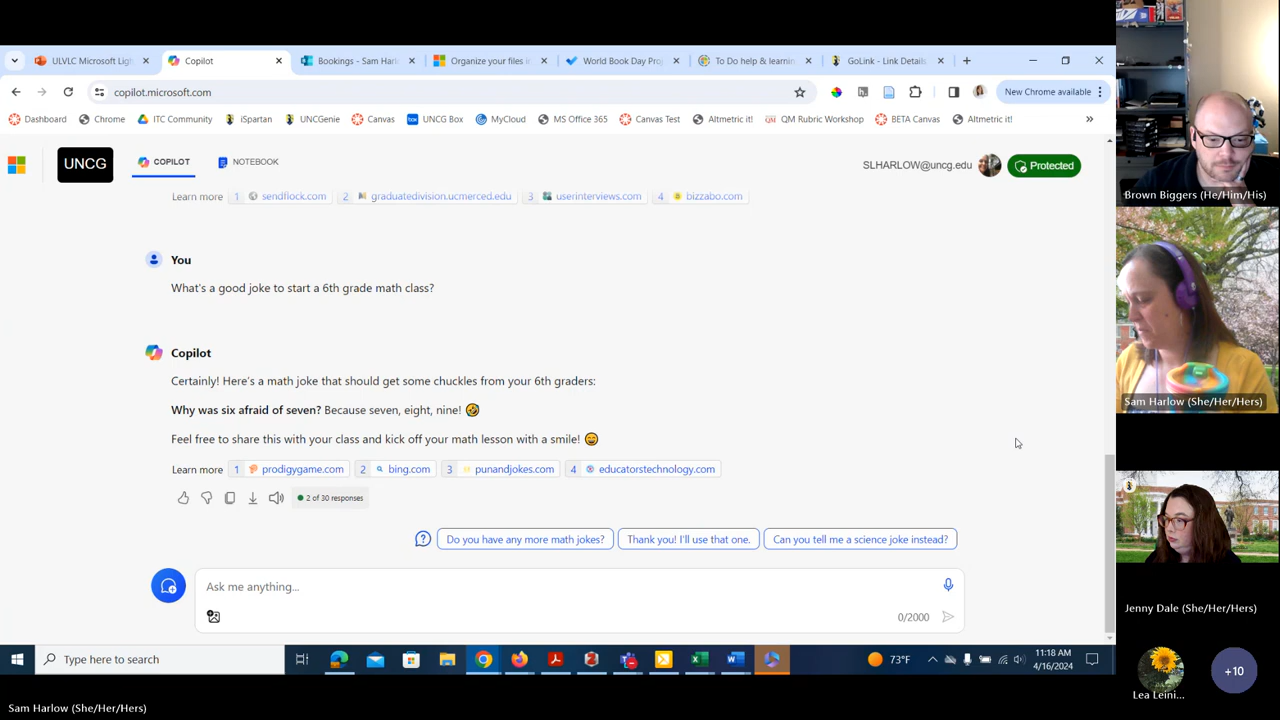 ULVLC Microsoft Ligh
Copilot
Bookings - Sam Harl
Organize your files i
World Book Day Proj
To Do help & learnin
GoLink - Link Details
copilot.microsoft.com
New Chrome available
Dashboard
Chrome
ITC Community
iSpartan
UNCGenie
Canvas
UNCG Box
MyCloud
MS Office 365
Canvas Test
Altmetric it!
QM Rubric Workshop
BETA Canvas
Altmetric it!
UNCG
COPILOT
NOTEBOOK
SLHARLOW@uncg.edu
Protected
Learn more 1 sendflock.com 2 graduatedivision.ucmerced.edu 3 userinterviews.com 4 bizzabo.com
You
What's a good joke to start a 6th grade math class?
Copilot
Certainly! Here's a math joke that should get some chuckles from your 6th graders:
Why was six afraid of seven? Because seven, eight, nine! 🤣
Feel free to share this with your class and kick off your math lesson with a smile! 😄
Learn more 1 prodigygame.com 2 bing.com 3 punandjokes.com 4 educatorstechnology.com
2 of 30 responses
Do you have any more math jokes?
Thank you! I'll use that one.
Can you tell me a science joke instead?
Ask me anything...
0/2000
Type here to search
73°F
11:18 AM
4/16/2024
Brown Biggers (He/Him/His)
Sam Harlow (She/Her/Hers)
Jenny Dale (She/Her/Hers)
Lea Leini...
+10
Sam Harlow (She/Her/Hers)